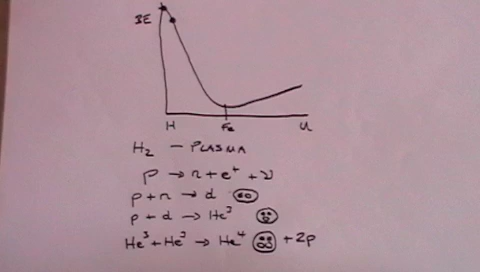 BE
H Fe U
H₂ – PLASMA
p → n + e⁺ + ν
p + n → d
p + d → He³
He³ + He³ → He⁴ + 2p